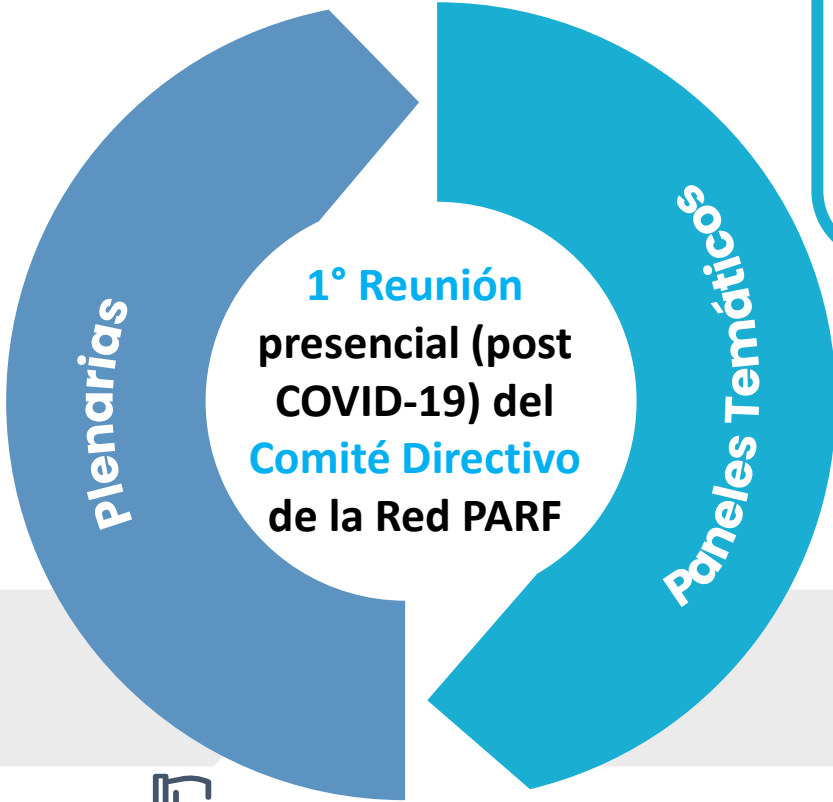 Plenarias
1° Reunión
presencial (post
COVID-19) del
Comité Directivo
de la Red PARF
Paneles Temáticos